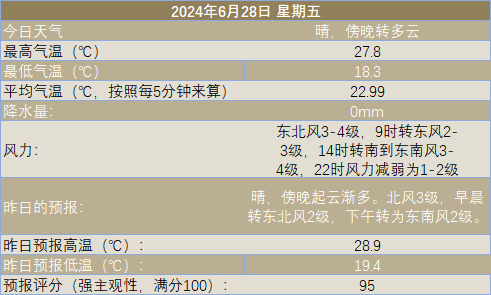 2024年6月28日 星期五
今日天气 晴，傍晚转多云
最高气温（℃） 27.8
最低气温（℃） 18.3
平均气温（℃，按照每5分钟来算） 22.99
降水量： 0mm
风力： 东北风3-4级，9时转东风2-
3级，14时转南到东南风3-
4级，22时风力减弱为1-2级
昨日的预报： 晴，傍晚起云渐多。北风3级，早晨
转东北风2级，下午转为东南风2级。
昨日预报高温（℃）： 28.9
昨日预报低温（℃）： 19.4
预报评分（强主观性，满分100）： 95